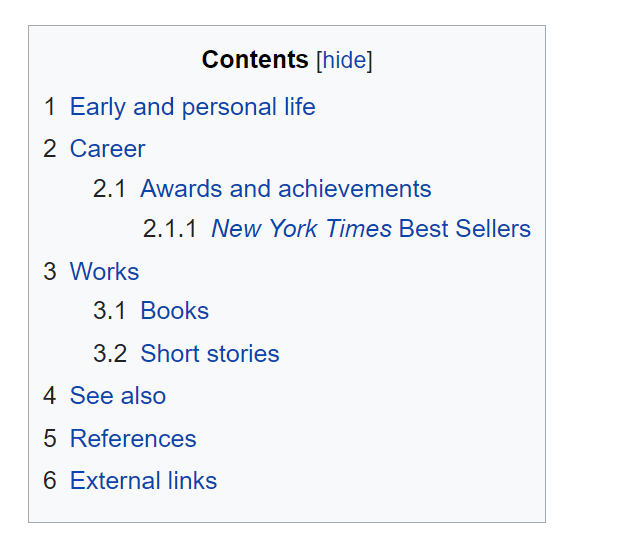 Contents [hide]
1 Early and personal life
2 Career
2.1 Awards and achievements
2.1.1 New York Times Best Sellers
3 Works
3.1 Books
3.2 Short stories
4 See also
5 References
6 External links